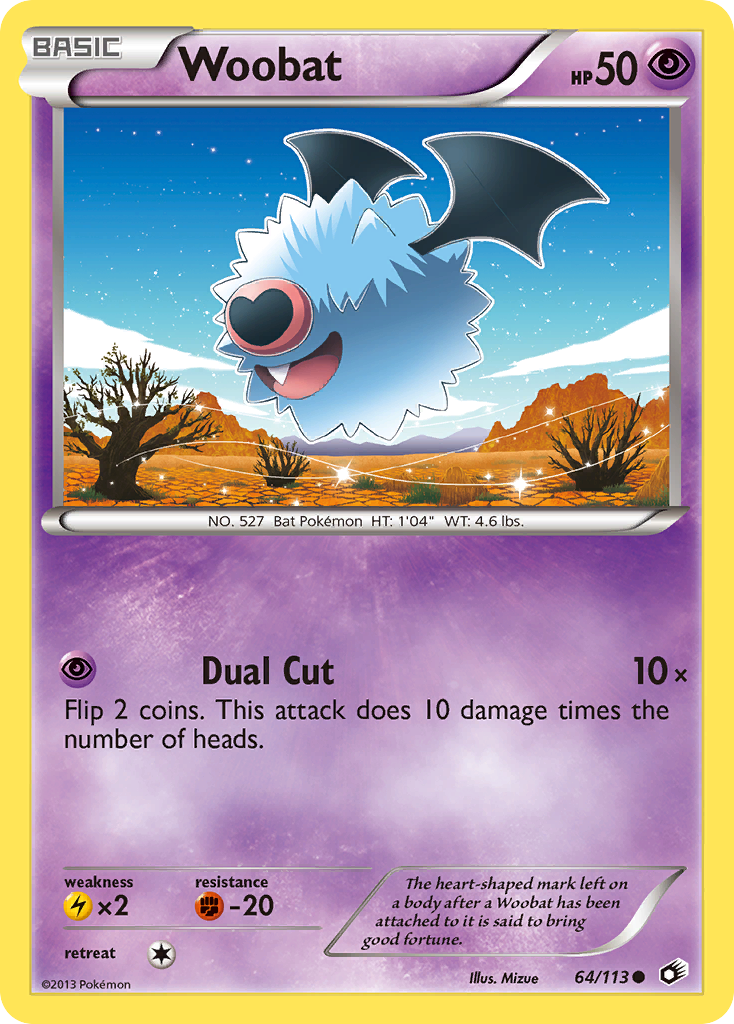 BASIC
Woobat
HP 50
NO. 527 Bat Pokémon HT: 1'04" WT: 4.6 lbs.
Dual Cut 10×
Flip 2 coins. This attack does 10 damage times the
number of heads.
weakness
×2
resistance
-20
retreat
The heart-shaped mark left on
a body after a Woobat has been
attached to it is said to bring
good fortune.
©2013 Pokémon
Illus. Mizue
64/113